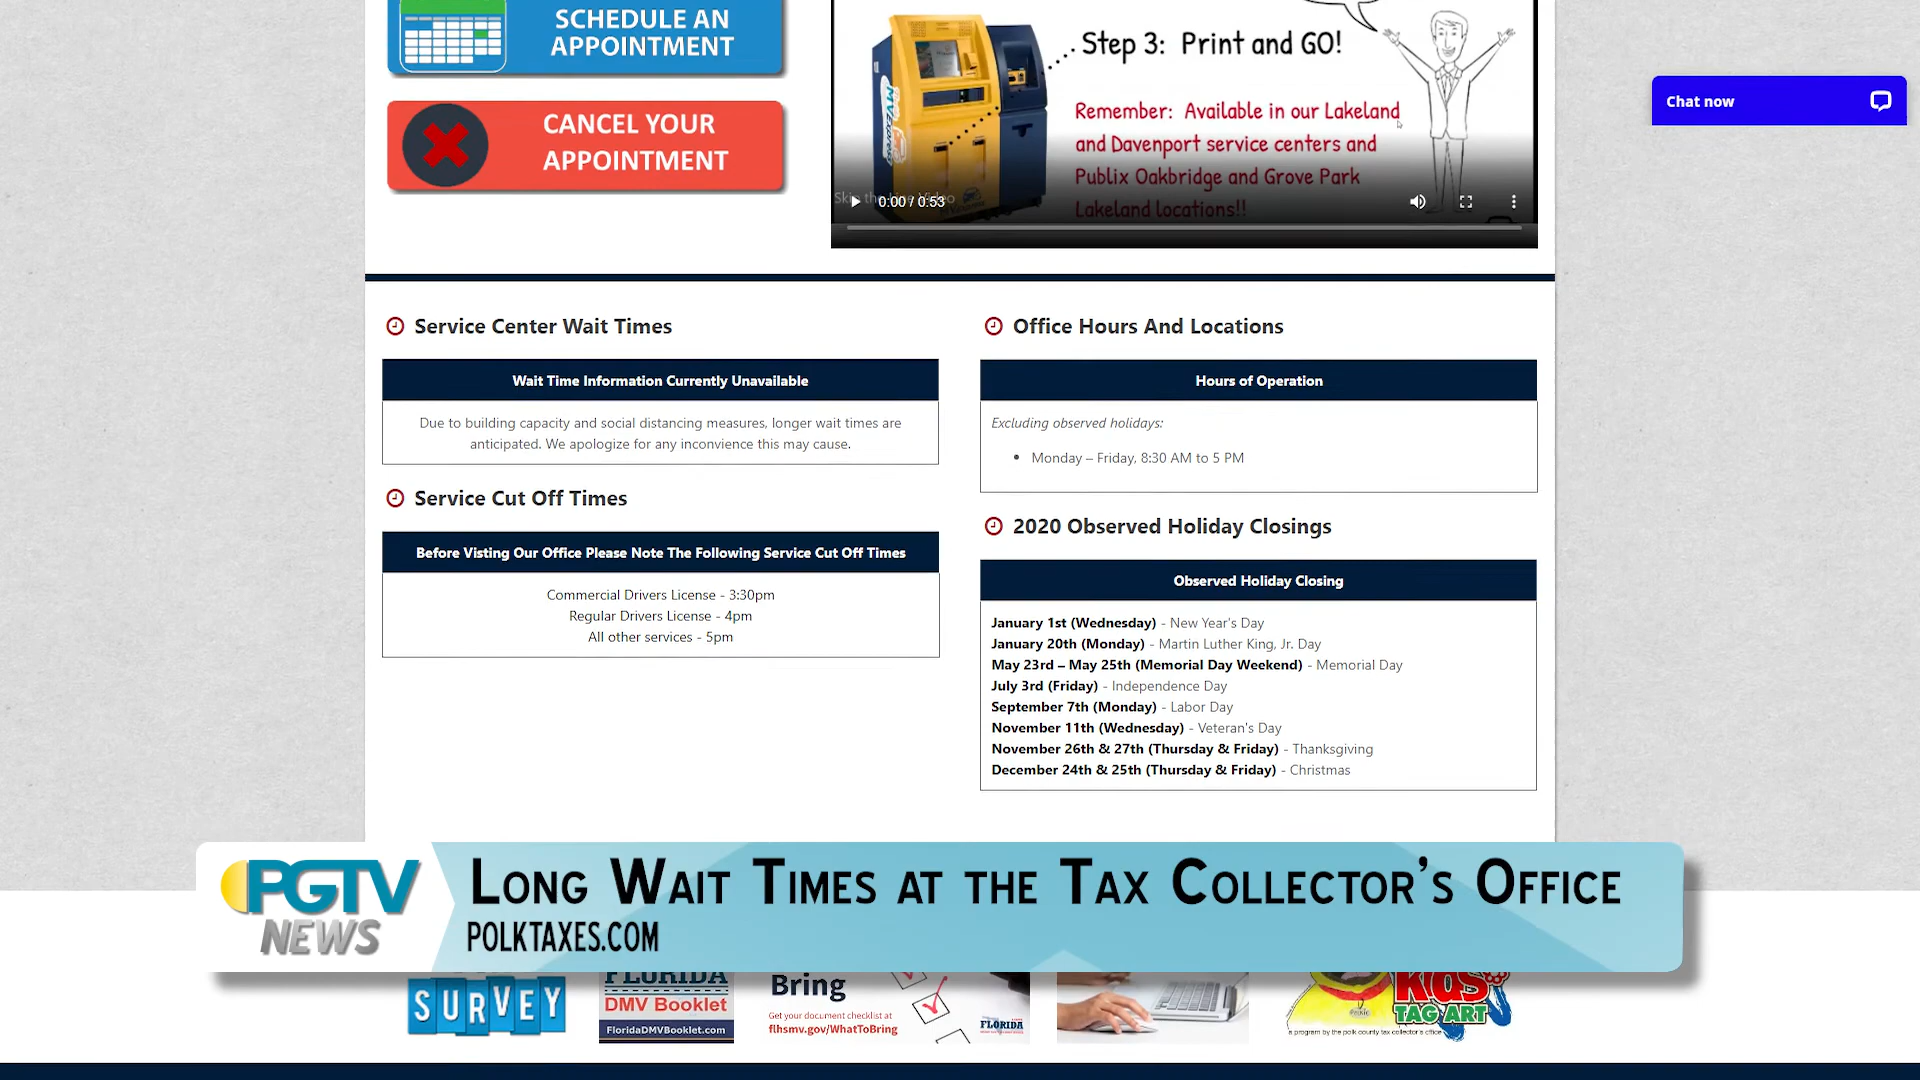 SCHEDULE AN
APPOINTMENT
CANCEL YOUR
APPOINTMENT
Step 3: Print and GO!
Remember: Available in our Lakeland
and Davenport service centers and
Publix Oakbridge and Grove Park
Lakeland locations!!
Skip the Line Video
0:00 / 0:53
Chat now
Service Center Wait Times
Wait Time Information Currently Unavailable
Due to building capacity and social distancing measures, longer wait times are
anticipated. We apologize for any inconvience this may cause.
Service Cut Off Times
Before Visting Our Office Please Note The Following Service Cut Off Times
Commercial Drivers License - 3:30pm
Regular Drivers License - 4pm
All other services - 5pm
Office Hours And Locations
Hours of Operation
Excluding observed holidays:
• Monday – Friday, 8:30 AM to 5 PM
2020 Observed Holiday Closings
Observed Holiday Closing
January 1st (Wednesday) - New Year's Day
January 20th (Monday) - Martin Luther King, Jr. Day
May 23rd – May 25th (Memorial Day Weekend) - Memorial Day
July 3rd (Friday) - Independence Day
September 7th (Monday) - Labor Day
November 11th (Wednesday) - Veteran's Day
November 26th & 27th (Thursday & Friday) - Thanksgiving
December 24th & 25th (Thursday & Friday) - Christmas
PGTV
NEWS
LONG WAIT TIMES AT THE TAX COLLECTOR'S OFFICE
POLKTAXES.COM
SURVEY
FLORIDA
DMV Booklet
FloridaDMVBooklet.com
Bring
Get your document checklist at
flhsmv.gov/WhatToBring
FLORIDA
Kids
TAG ART
a program by the polk county tax collector's office